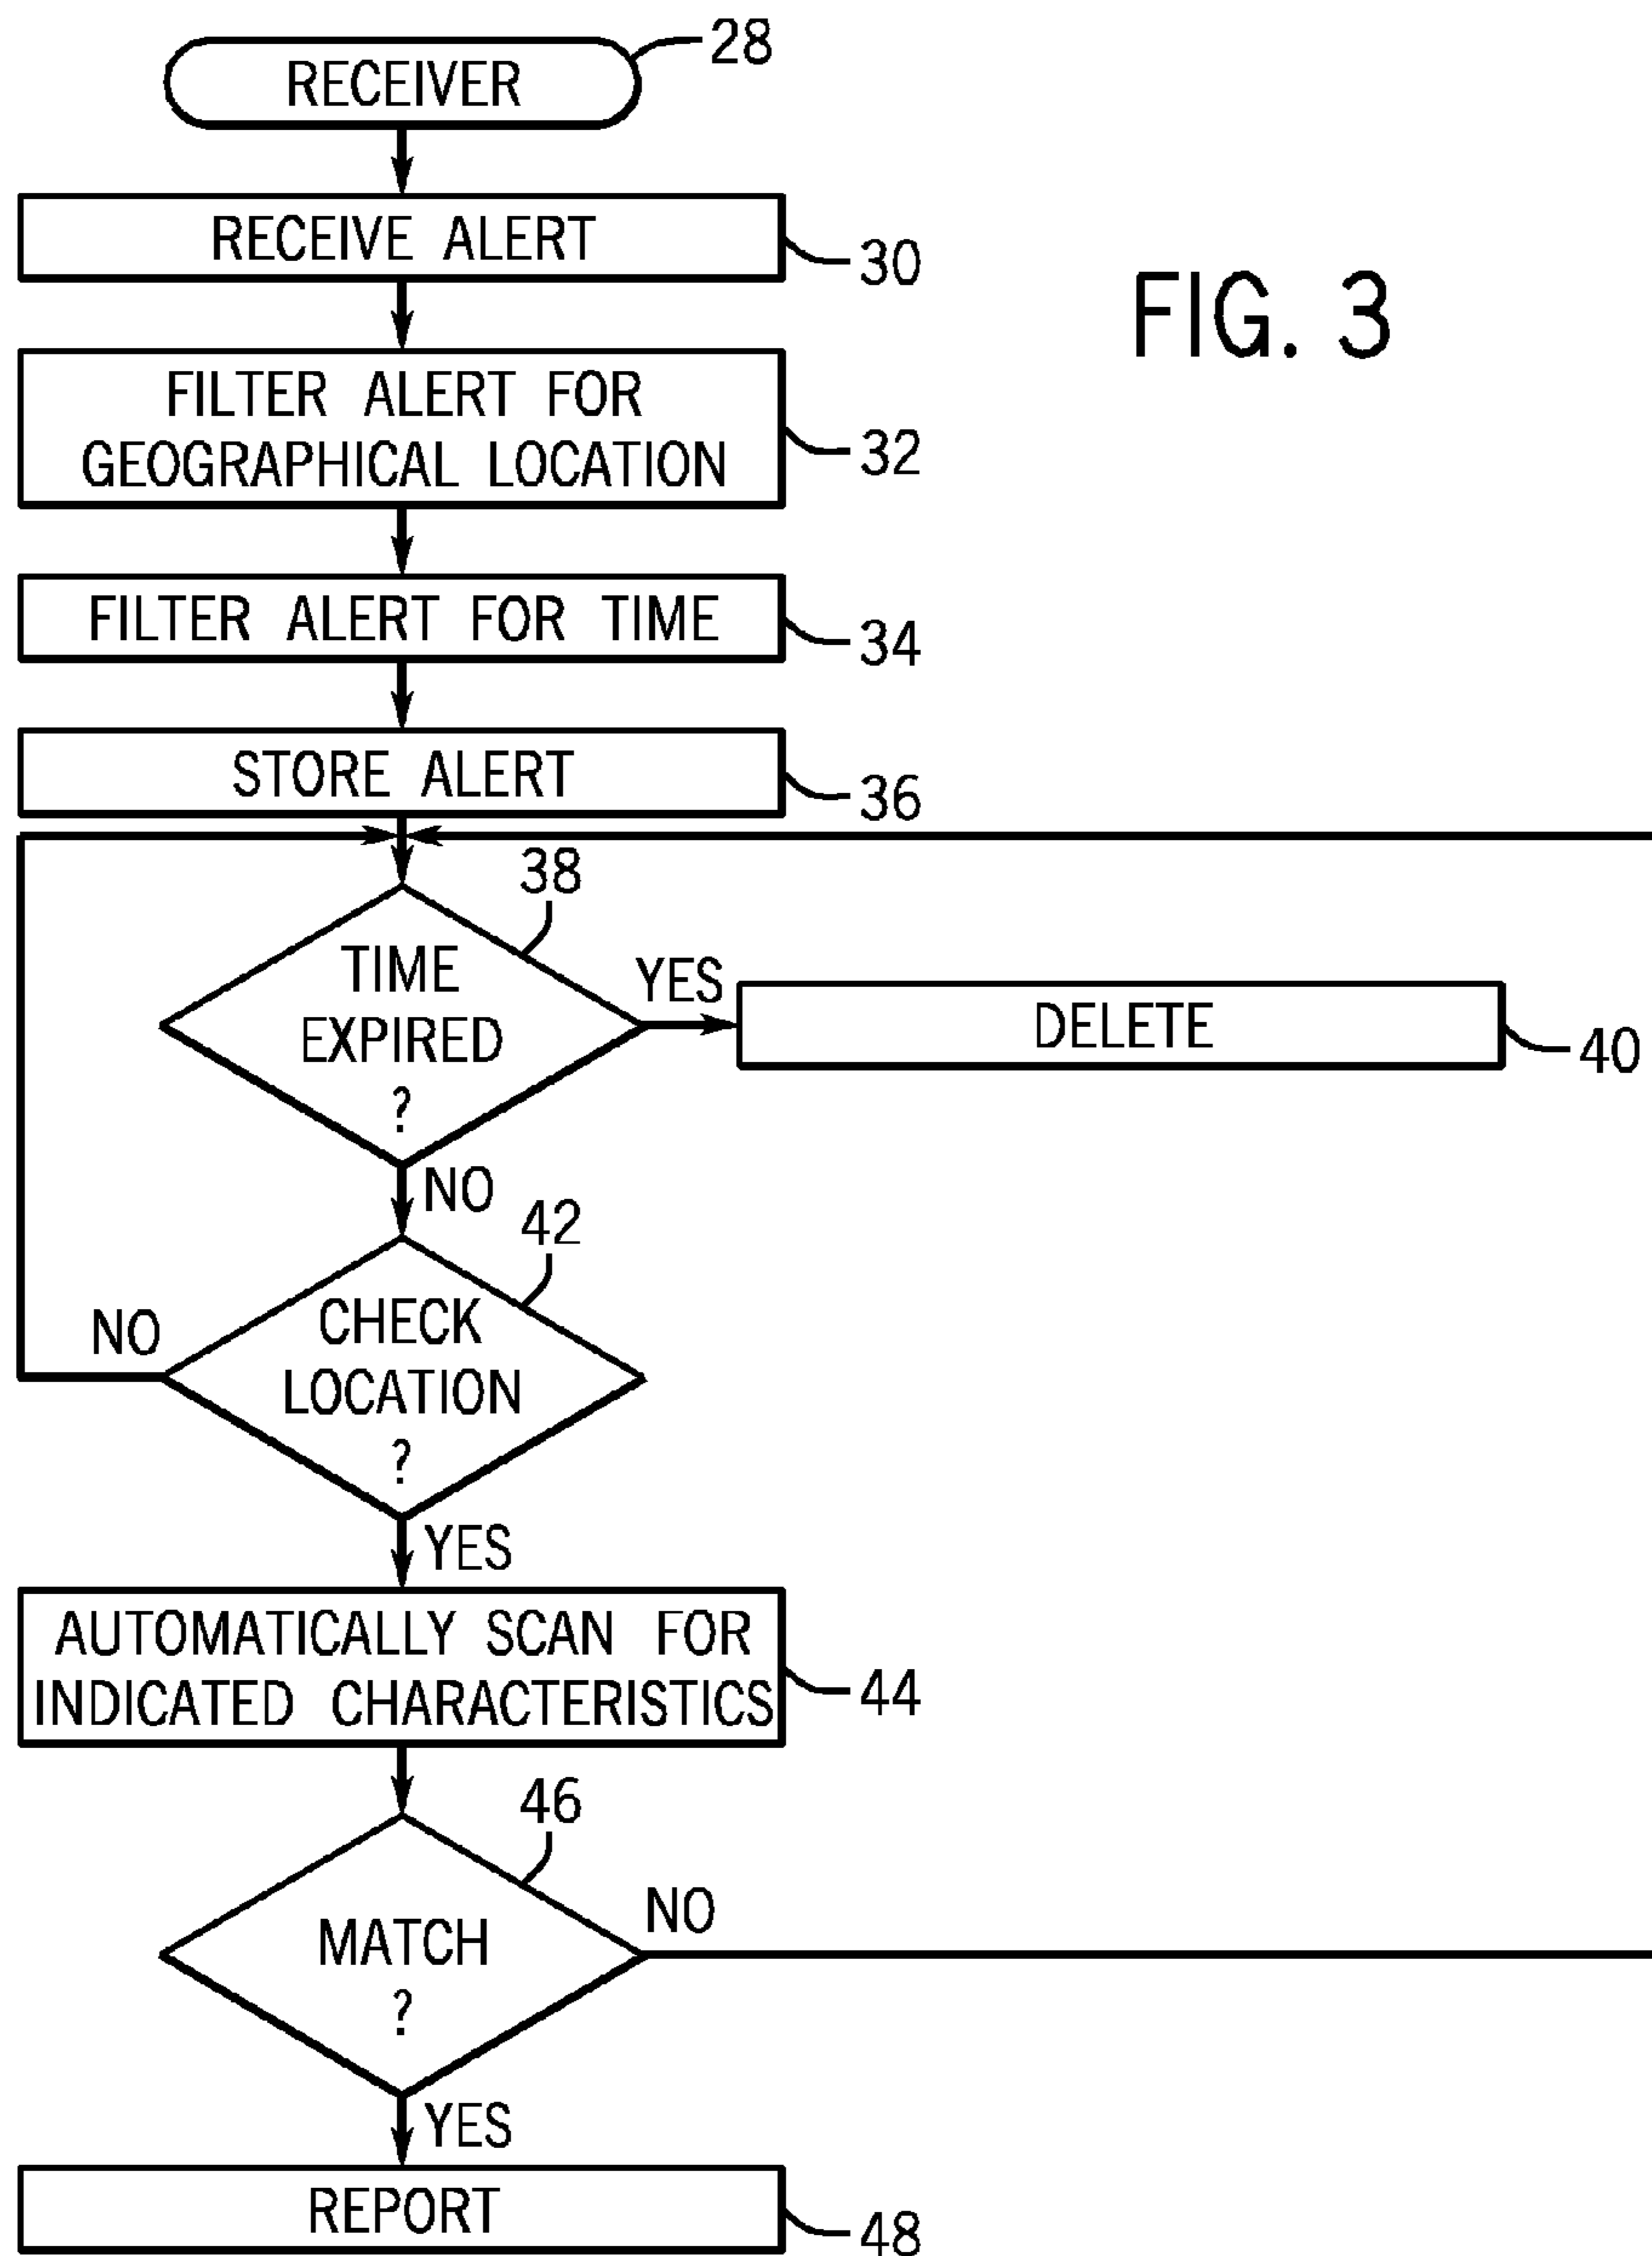 RECEIVER
28
RECEIVE ALERT
30
FIG. 3
FILTER ALERT FOR
GEOGRAPHICAL LOCATION
32
FILTER ALERT FOR TIME
34
STORE ALERT
36
38
TIME
EXPIRED
?
YES
DELETE
40
NO
42
CHECK
LOCATION
?
NO
YES
AUTOMATICALLY SCAN FOR
INDICATED CHARACTERISTICS
44
46
MATCH
?
NO
YES
REPORT
48